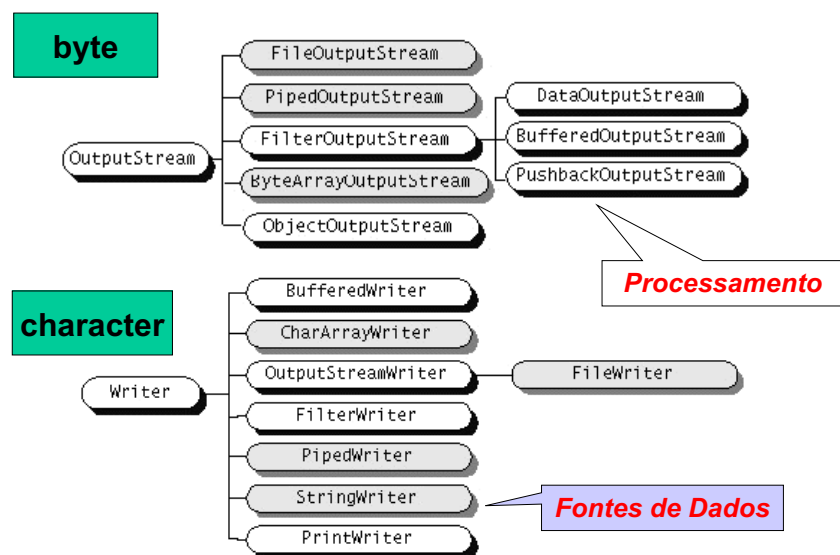 byte
FileOutputStream
PipedOutputStream
DataOutputStream
FilterOutputStream
BufferedOutputStream
OutputStream
ByteArrayOutputStream
PushbackOutputStream
ObjectOutputStream
Processamento
BufferedWriter
character
CharArrayWriter
OutputStreamWriter
FileWriter
Writer
FilterWriter
PipedWriter
StringWriter
Fontes de Dados
PrintWriter